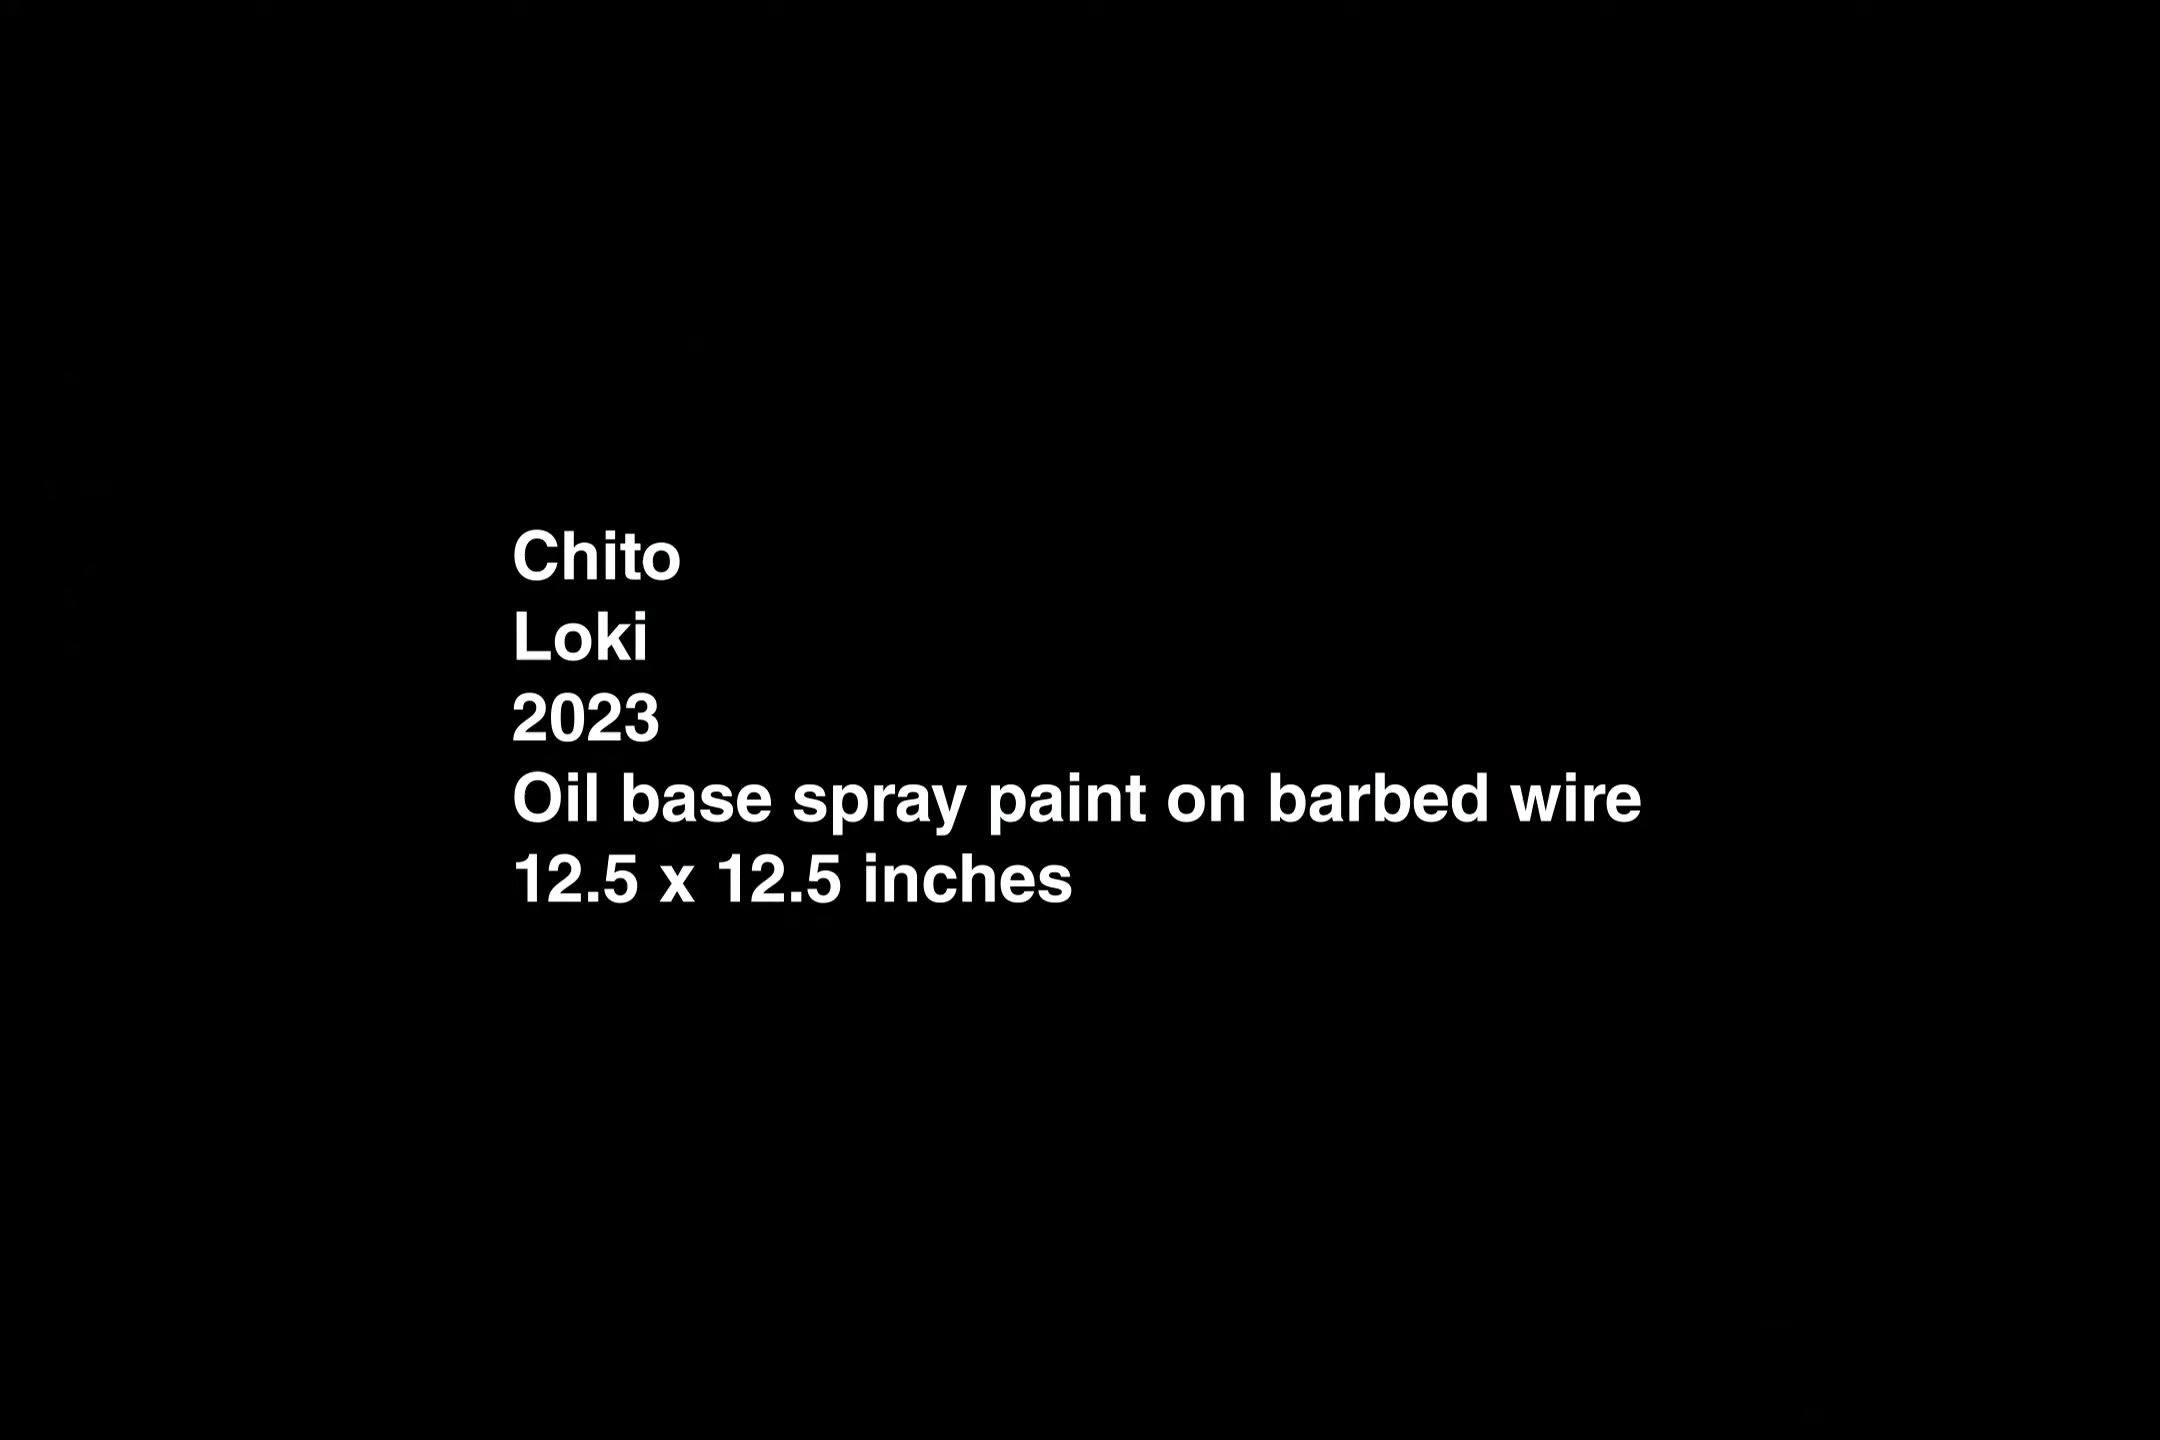 Chito
Loki
2023
Oil base spray paint on barbed wire
12.5 x 12.5 inches